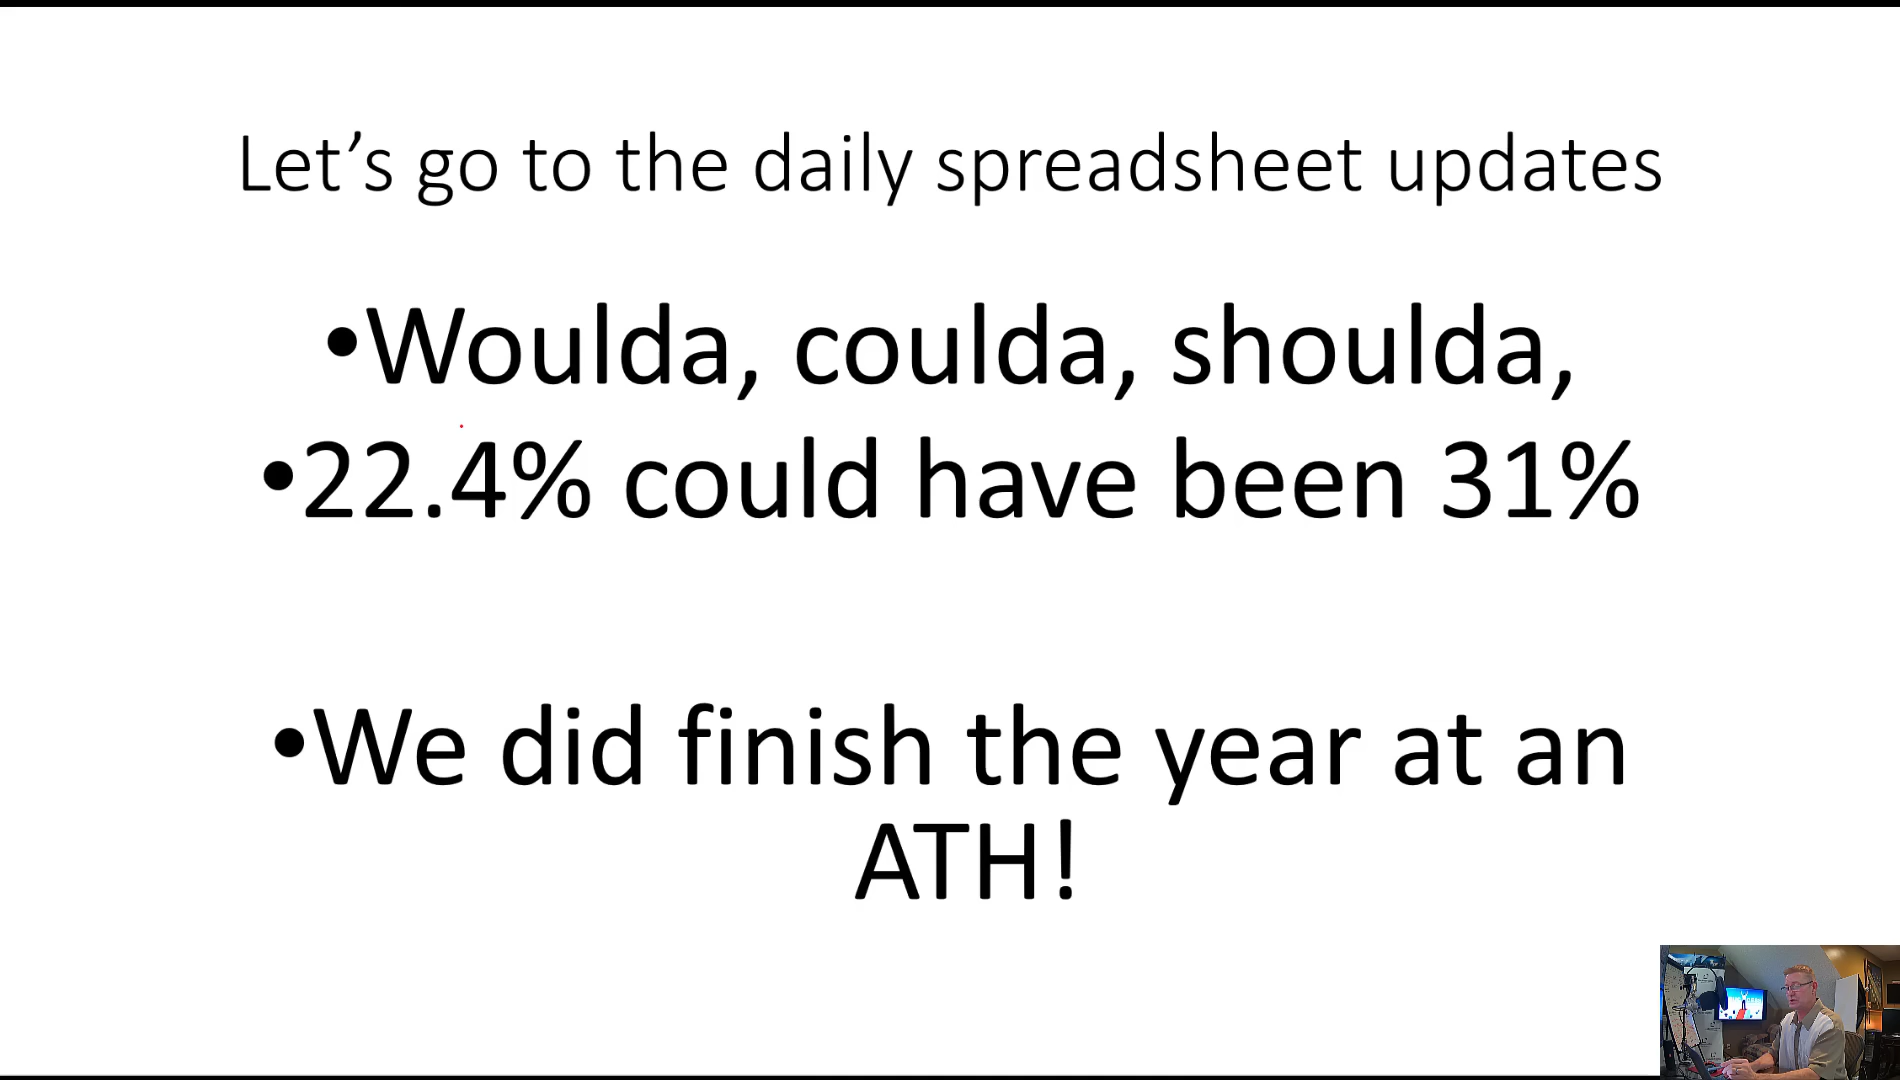 Let’s go to the daily spreadsheet updates
•Woulda, coulda, shoulda,
•22.4% could have been 31%
•We did finish the year at an
ATH!